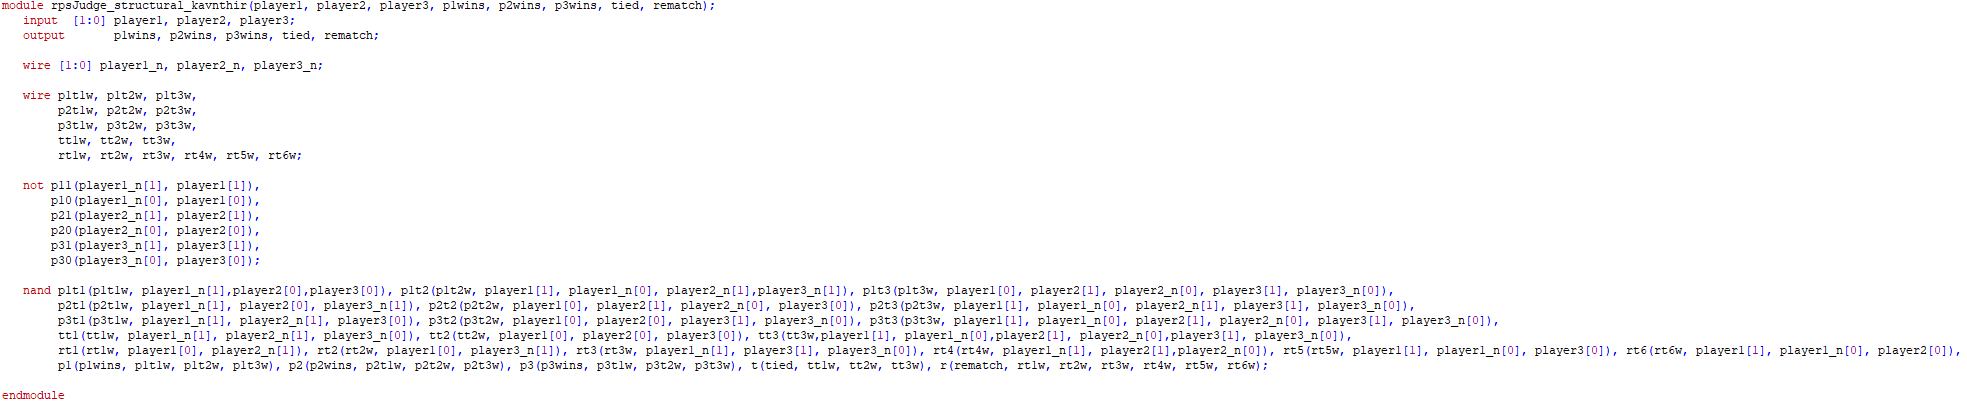 module rpsJudge_structural_kavnthir(player1, player2, player3, p1wins, p2wins, p3wins, tied, rematch);
input [1:0] player1, player2, player3;
output p1wins, p2wins, p3wins, tied, rematch;
wire [1:0] player1_n, player2_n, player3_n;
wire p1t1w, p1t2w, p1t3w,
p2t1w, p2t2w, p2t3w,
p3t1w, p3t2w, p3t3w,
tt1w, tt2w, tt3w,
rt1w, rt2w, rt3w, rt4w, rt5w, rt6w;
not p11(player1_n[1], player1[1]),
p10(player1_n[0], player1[0]),
p21(player2_n[1], player2[1]),
p20(player2_n[0], player2[0]),
p31(player3_n[1], player3[1]),
p30(player3_n[0], player3[0]);
nand p1t1(p1t1w, player1_n[1],player2[0],player3[0]), p1t2(p1t2w, player1[1], player1_n[0], player2_n[1],player3_n[1]), p1t3(p1t3w, player1[0], player2[1], player2_n[0], player3[1], player3_n[0]),
p2t1(p2t1w, player1_n[1], player2[0], player3_n[1]), p2t2(p2t2w, player1[0], player2[1], player2_n[0], player3[0]), p2t3(p2t3w, player1[1], player1_n[0], player2_n[1], player3[1], player3_n[0]),
p3t1(p3t1w, player1_n[1], player2_n[1], player3[0]), p3t2(p3t2w, player1[0], player2[0], player3[1], player3_n[0]), p3t3(p3t3w, player1[1], player1_n[0], player2[1], player2_n[0], player3[1], player3_n[0]),
tt1(tt1w, player1_n[1], player2_n[1], player3_n[0]), tt2(tt2w, player1[0], player2[0], player3[0]), tt3(tt3w,player1[1], player1_n[0],player2[1], player2_n[0],player3[1], player3_n[0]),
rt1(rt1w, player1[0], player2_n[1]), rt2(rt2w, player1[0], player3_n[1]), rt3(rt3w, player1_n[1], player3[1], player3_n[0]), rt4(rt4w, player1_n[1], player2[1],player2_n[0]), rt5(rt5w, player1[1], player1_n[0], player3[0]), rt6(rt6w, player1[1], player1_n[0], player2[0]),
p1(p1wins, p1t1w, p1t2w, p1t3w), p2(p2wins, p2t1w, p2t2w, p2t3w), p3(p3wins, p3t1w, p3t2w, p3t3w), t(tied, tt1w, tt2w, tt3w), r(rematch, rt1w, rt2w, rt3w, rt4w, rt5w, rt6w);
endmodule